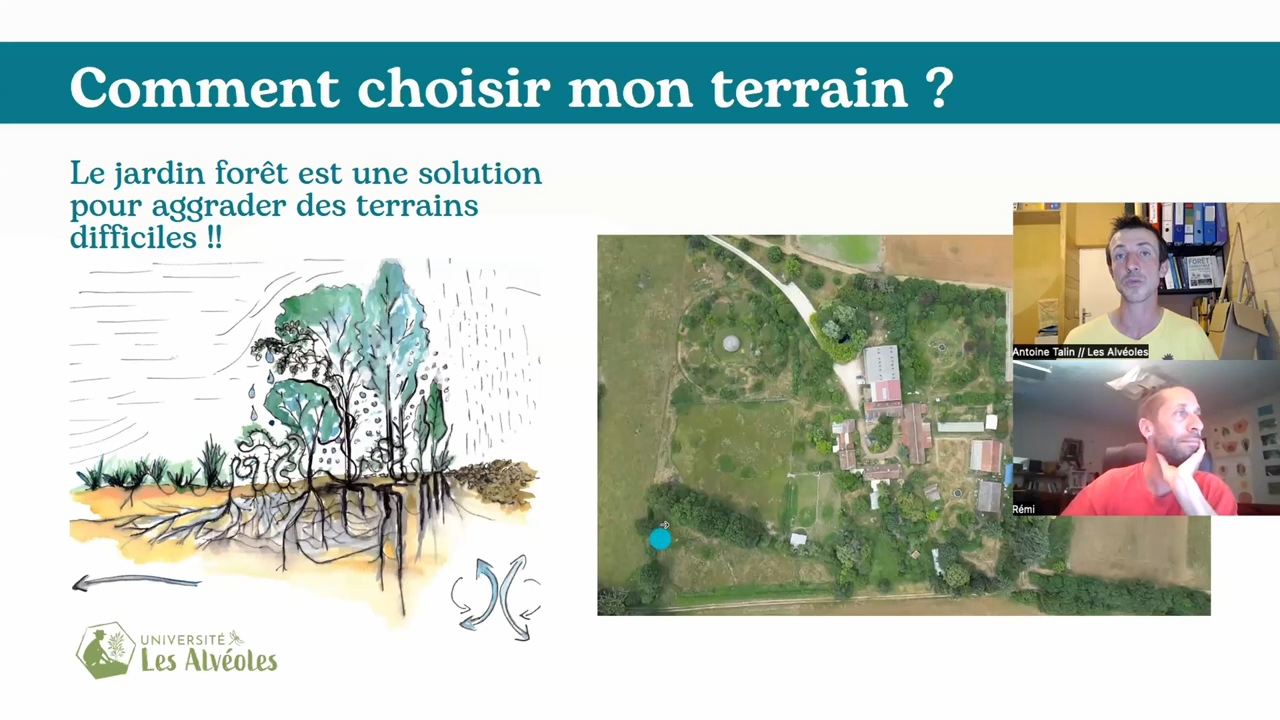 Comment choisir mon terrain ?
Le jardin forêt est une solution
pour aggrader des terrains
difficiles !!
FORÊT
Antoine Talin // Les Alvéoles
Rémi
UNIVERSITÉ
LES ALVÉOLES